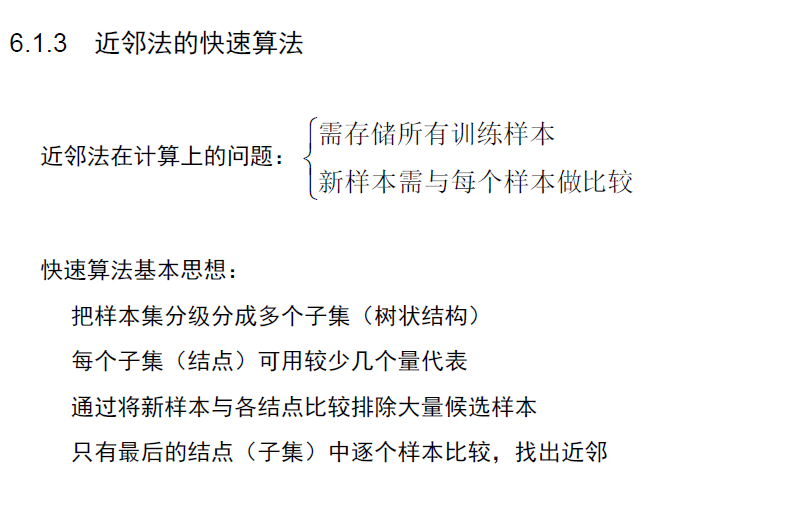 6.1.3 近邻法的快速算法
近邻法在计算上的问题：
需存储所有训练样本
新样本需与每个样本做比较
快速算法基本思想：
把样本集分级分成多个子集（树状结构）
每个子集（结点）可用较少几个量代表
通过将新样本与各结点比较排除大量候选样本
只有最后的结点（子集）中逐个样本比较，找出近邻